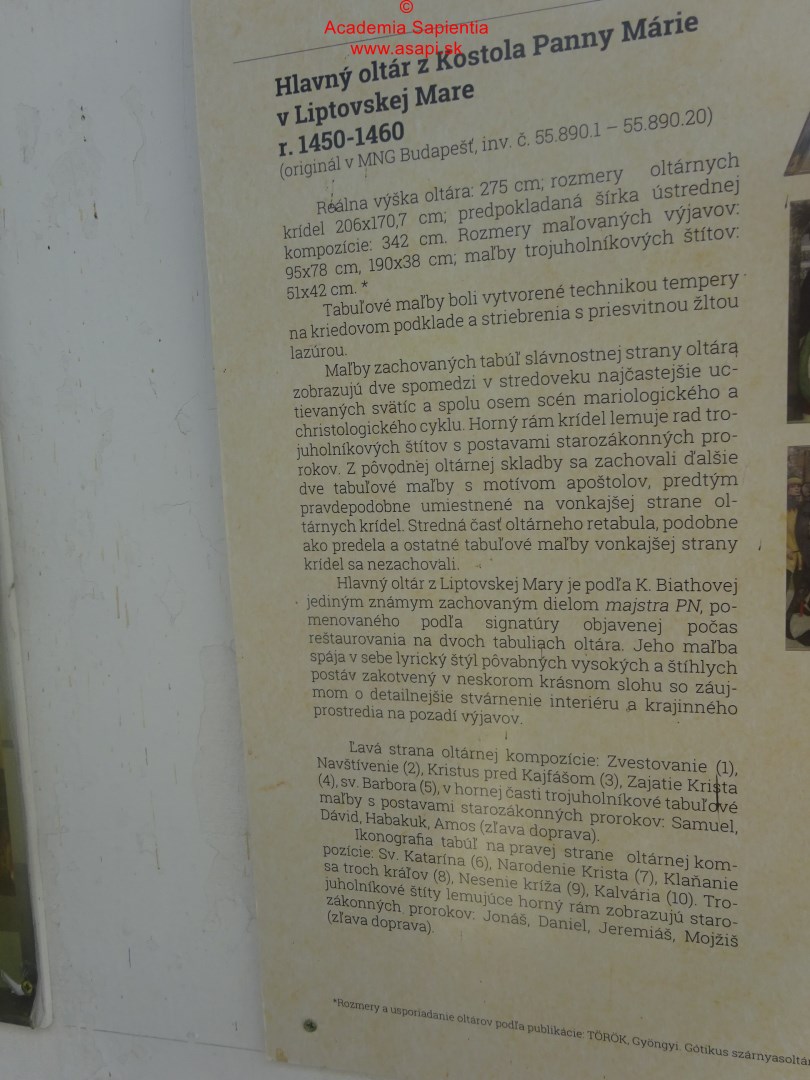 ©
Academia Sapientia
www.asapi.sk
Hlavný oltár z Kostola Panny Márie
v Liptovskej Mare
r. 1450-1460
(originál v MNG Budapešť, inv. č. 55.890.1 – 55.890.20)
Reálna výška oltára: 275 cm; rozmery oltárnych
krídel 206x170,7 cm; predpokladaná šírka ústrednej
kompozície: 342 cm. Rozmery maľovaných výjavov:
95x78 cm, 190x38 cm; maľby trojuholníkových štítov:
51x42 cm. *
Tabuľové maľby boli vytvorené technikou tempery
na kriedovom podklade a striebrenia s priesvitnou žltou
lazúrou.
Maľby zachovaných tabúľ slávnostnej strany oltára
zobrazujú dve spomedzi v stredoveku najčastejšie uc-
tievaných svätíc a spolu osem scén mariologického a
christologického cyklu. Horný rám krídel lemuje rad tro-
juholníkových štítov s postavami starozákonných pro-
rokov. Z pôvodnej oltárnej skladby sa zachovali ďalšie
dve tabuľové maľby s motívom apoštolov, predtým
pravdepodobne umiestnené na vonkajšej strane ol-
tárnych krídel. Stredná časť oltárneho retabula, podobne
ako predela a ostatné tabuľové maľby vonkajšej strany
krídel sa nezachovali.
Hlavný oltár z Liptovskej Mary je podľa K. Biathovej
jediným známym zachovaným dielom majstra PN, po-
menovaného podľa signatúry objavenej počas
reštaurovania na dvoch tabuliach oltára. Jeho maľba
spája v sebe lyrický štýl pôvabných vysokých a štíhlych
postáv zakotvený v neskorom krásnom slohu so záuj-
mom o detailnejšie stvárnenie interiéru a krajinného
prostredia na pozadí výjavov.
Ľavá strana oltárnej kompozície: Zvestovanie (1),
Navštívenie (2), Kristus pred Kajfášom (3), Zajatie Krista
(4), sv. Barbora (5), v hornej časti trojuholníkové tabuľové
maľby s postavami starozákonných prorokov: Samuel,
Dávid, Habakuk, Amos (zľava doprava).
Ikonografia tabúľ na pravej strane oltárnej kom-
pozície: Sv. Katarína (6), Narodenie Krista (7), Klaňanie
sa troch kráľov (8), Nesenie kríža (9), Kalvária (10). Tro-
juholníkové štíty lemujúce horný rám zobrazujú staro-
zákonných prorokov: Jonáš, Daniel, Jeremiáš, Mojžiš
(zľava doprava).
*Rozmery a usporiadanie oltárov podľa publikácie: TÖRÖK, Gyöngyi. Gótikus szárnyasoltár